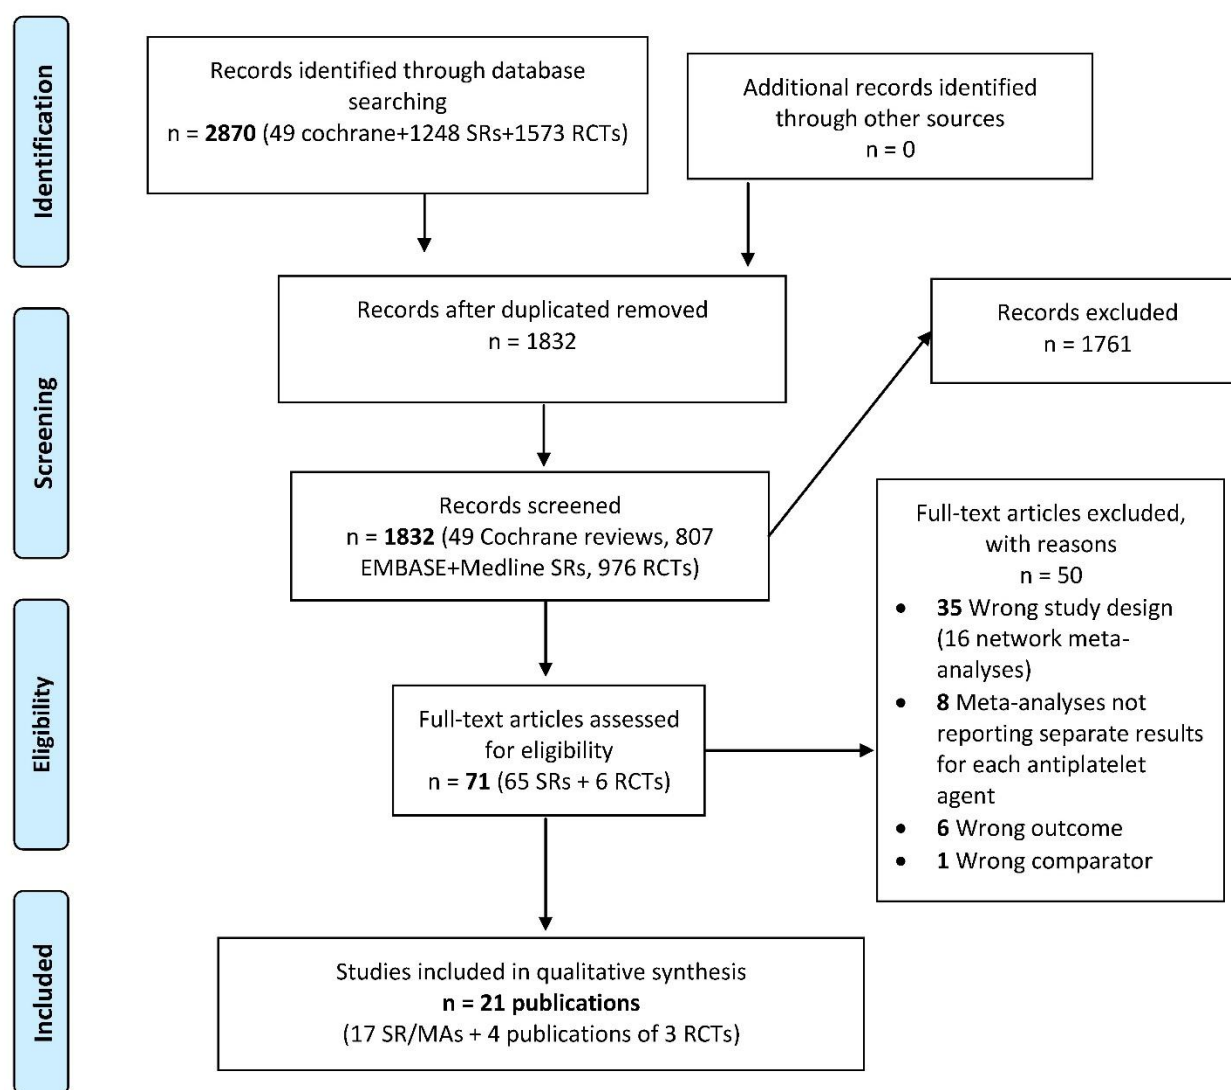 Identification
Records identified through database
searching
n = 2870 (49 cochrane+1248 SRs+1573 RCTs)
Additional records identified
through other sources
n = 0
Screening
Records after duplicated removed
n = 1832
Records excluded
n = 1761
Records screened
n = 1832 (49 Cochrane reviews, 807
EMBASE+Medline SRs, 976 RCTs)
Eligibility
Full-text articles assessed
for eligibility
n = 71 (65 SRs + 6 RCTs)
Full-text articles excluded,
with reasons
n = 50
• 35 Wrong study design
(16 network meta-
analyses)
• 8 Meta-analyses not
reporting separate results
for each antiplatelet
agent
• 6 Wrong outcome
• 1 Wrong comparator
Included
Studies included in qualitative synthesis
n = 21 publications
(17 SR/MAs + 4 publications of 3 RCTs)